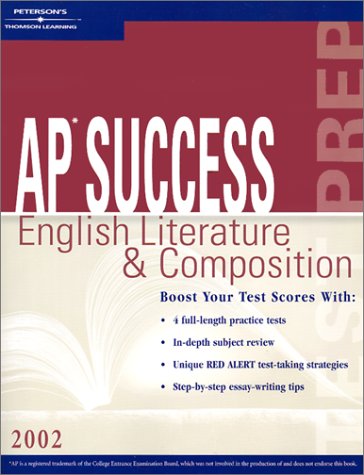 PETERSON'S
THOMSON LEARNING
TEST PREP
AP* SUCCESS
English Literature
& Composition
Boost Your Test Scores With:
• 4 full-length practice tests
• In-depth subject review
• Unique RED ALERT test-taking strategies
• Step-by-step essay-writing tips
2002
*AP is a registered trademark of the College Entrance Examination Board, which was not involved in the production of and does not endorse this book.